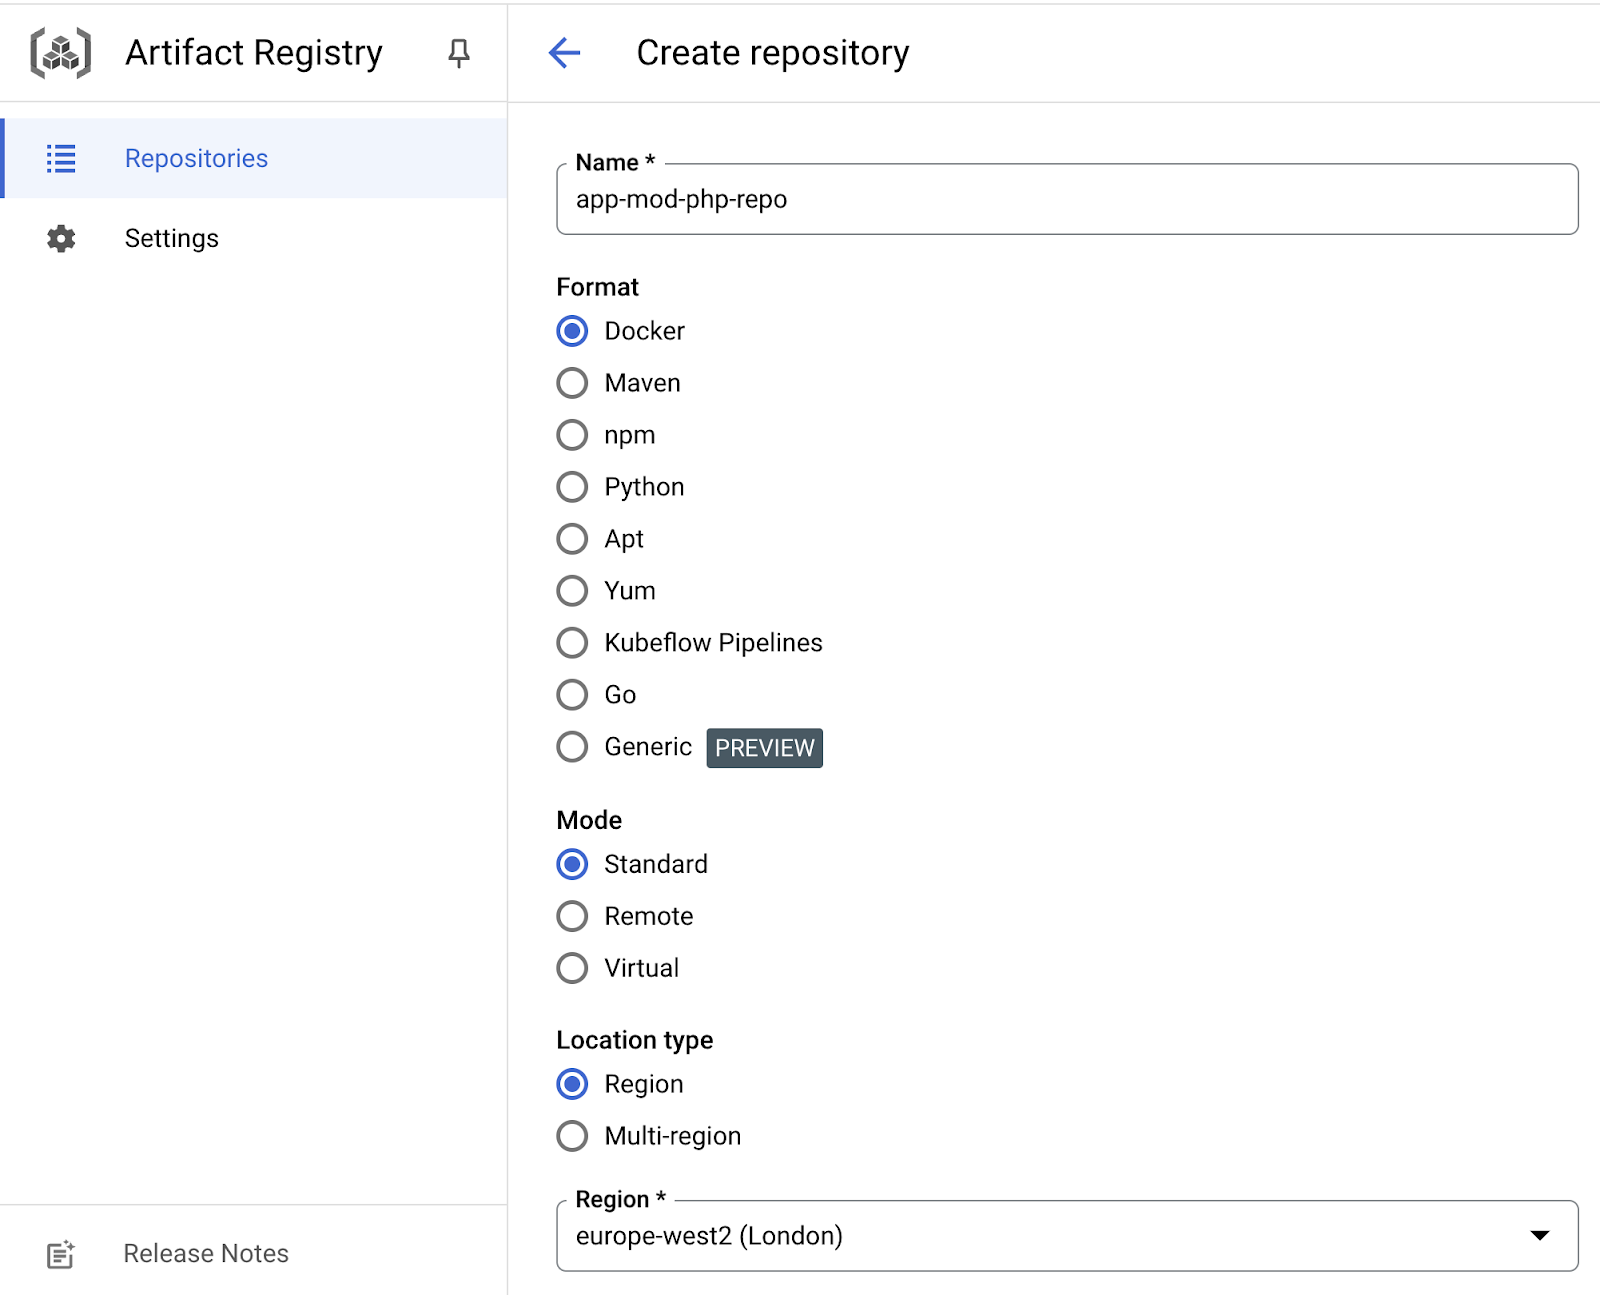 Artifact Registry
Repositories
Settings
Release Notes
Create repository
Name *
app-mod-php-repo
Format
Docker
Maven
npm
Python
Apt
Yum
Kubeflow Pipelines
Go
Generic PREVIEW
Mode
Standard
Remote
Virtual
Location type
Region
Multi-region
Region *
europe-west2 (London)